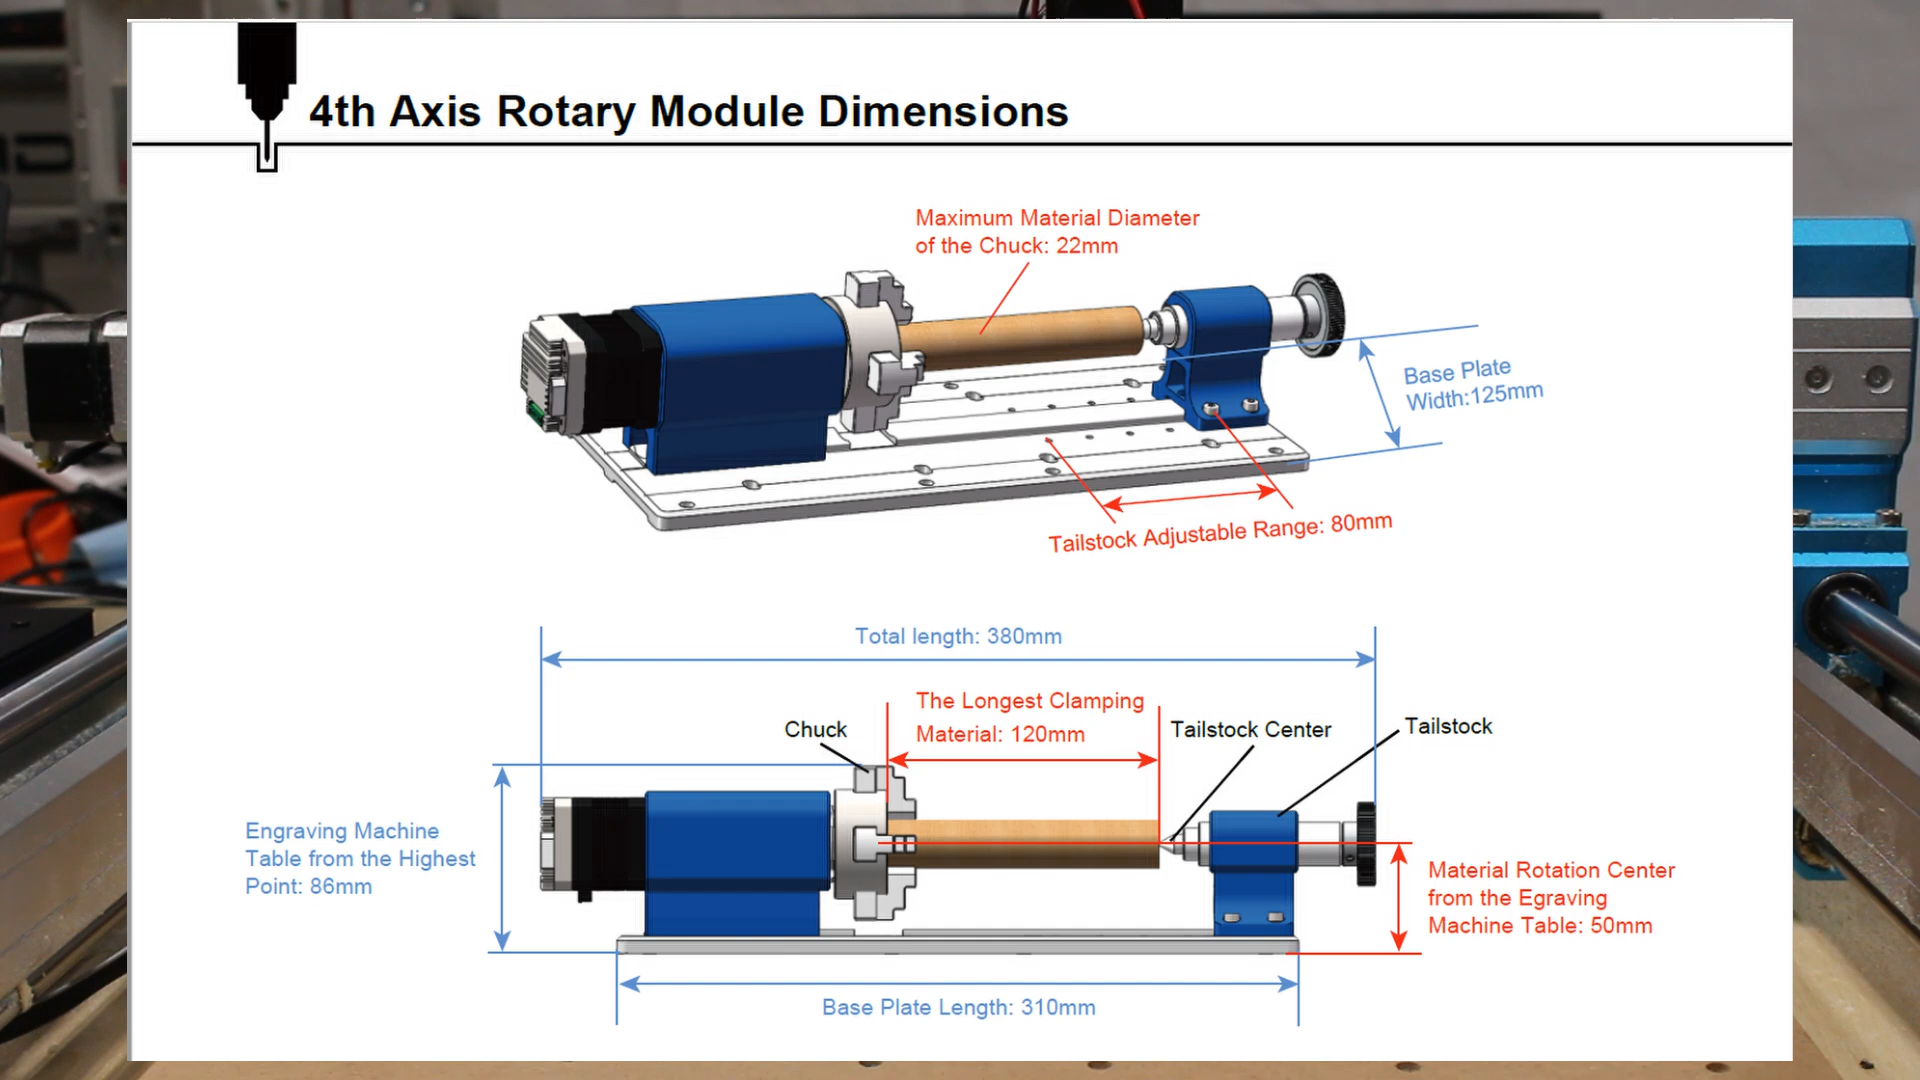 4th Axis Rotary Module Dimensions
Maximum Material Diameter
of the Chuck: 22mm
Base Plate
Width:125mm
Tailstock Adjustable Range: 80mm
Total length: 380mm
The Longest Clamping
Material: 120mm
Chuck
Tailstock Center
Tailstock
Engraving Machine
Table from the Highest
Point: 86mm
Material Rotation Center
from the Egraving
Machine Table: 50mm
Base Plate Length: 310mm